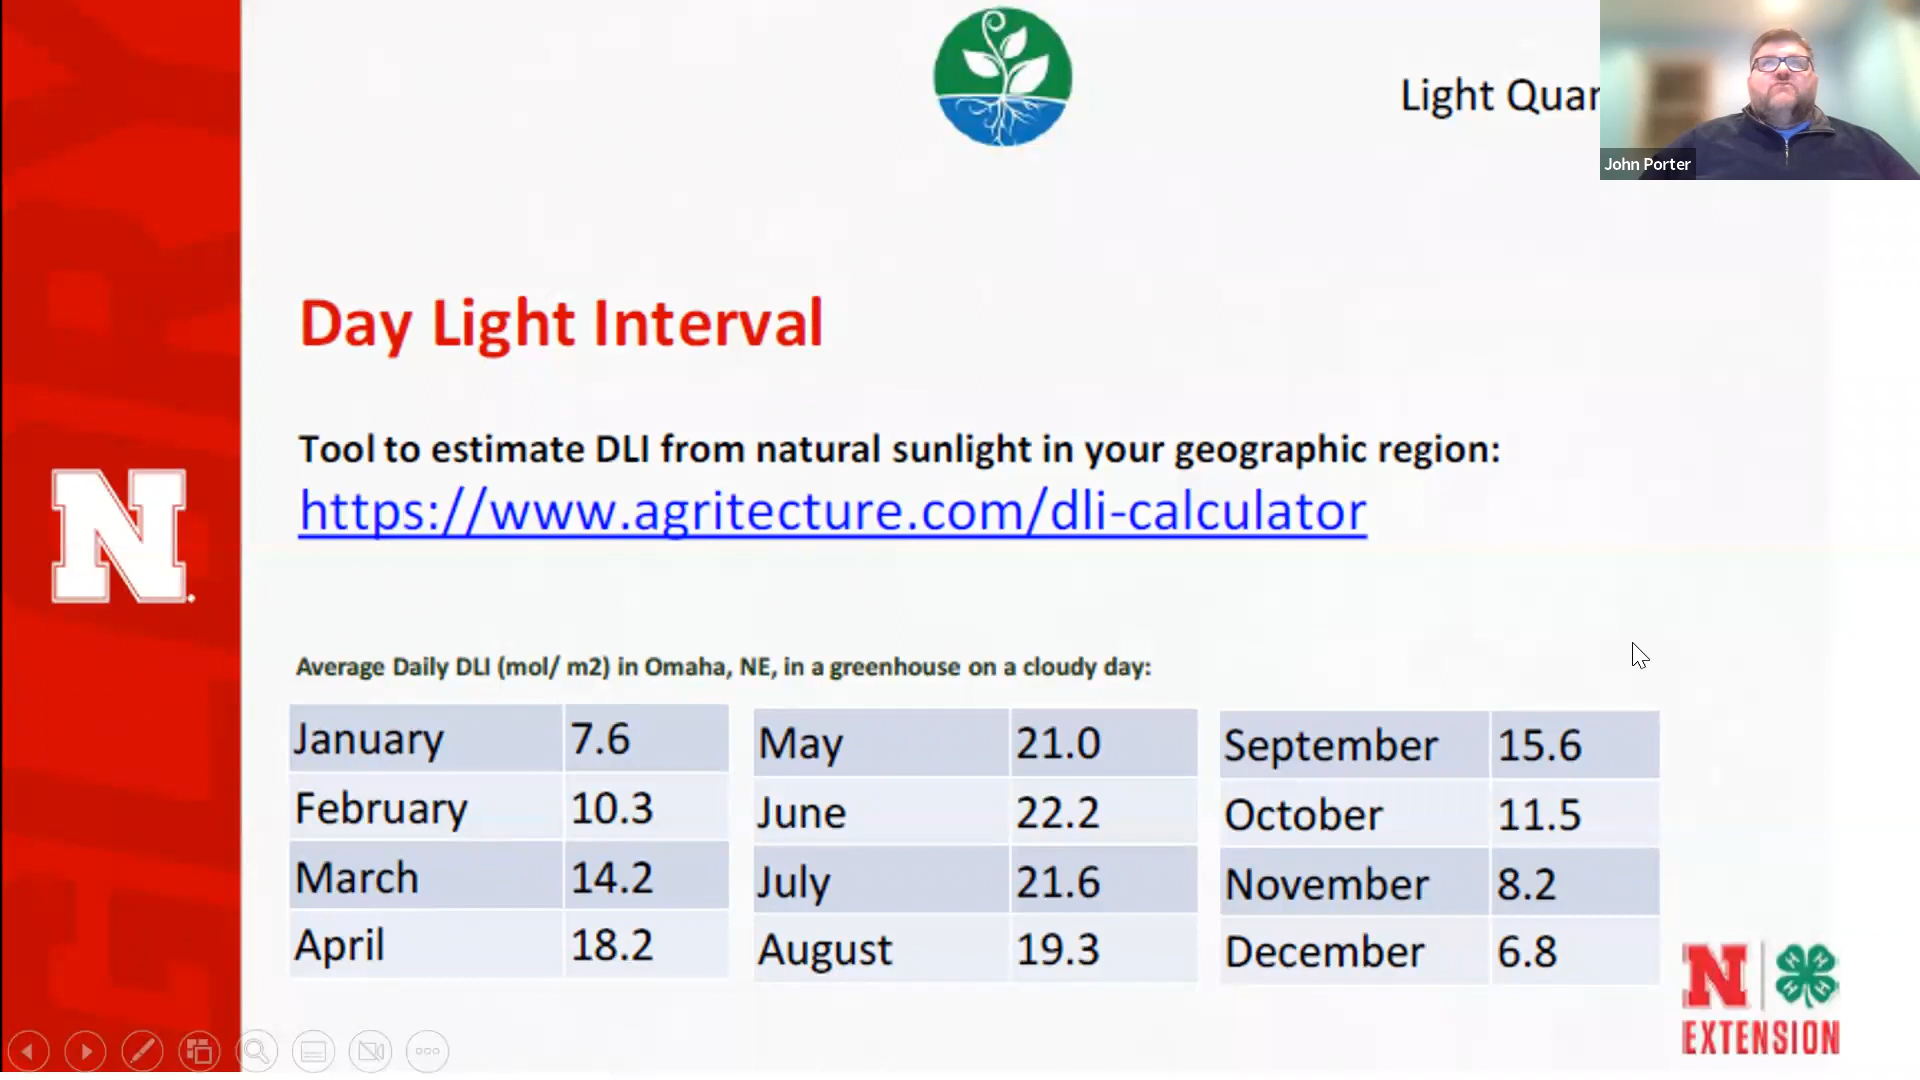 Light Quar
John Porter
Day Light Interval
Tool to estimate DLI from natural sunlight in your geographic region:
https://www.agritecture.com/dli-calculator
N
Average Daily DLI (mol/ m2) in Omaha, NE, in a greenhouse on a cloudy day:
January 7.6
February 10.3
March 14.2
April 18.2
May 21.0
June 22.2
July 21.6
August 19.3
September 15.6
October 11.5
November 8.2
December 6.8
N
H H H H
EXTENSION